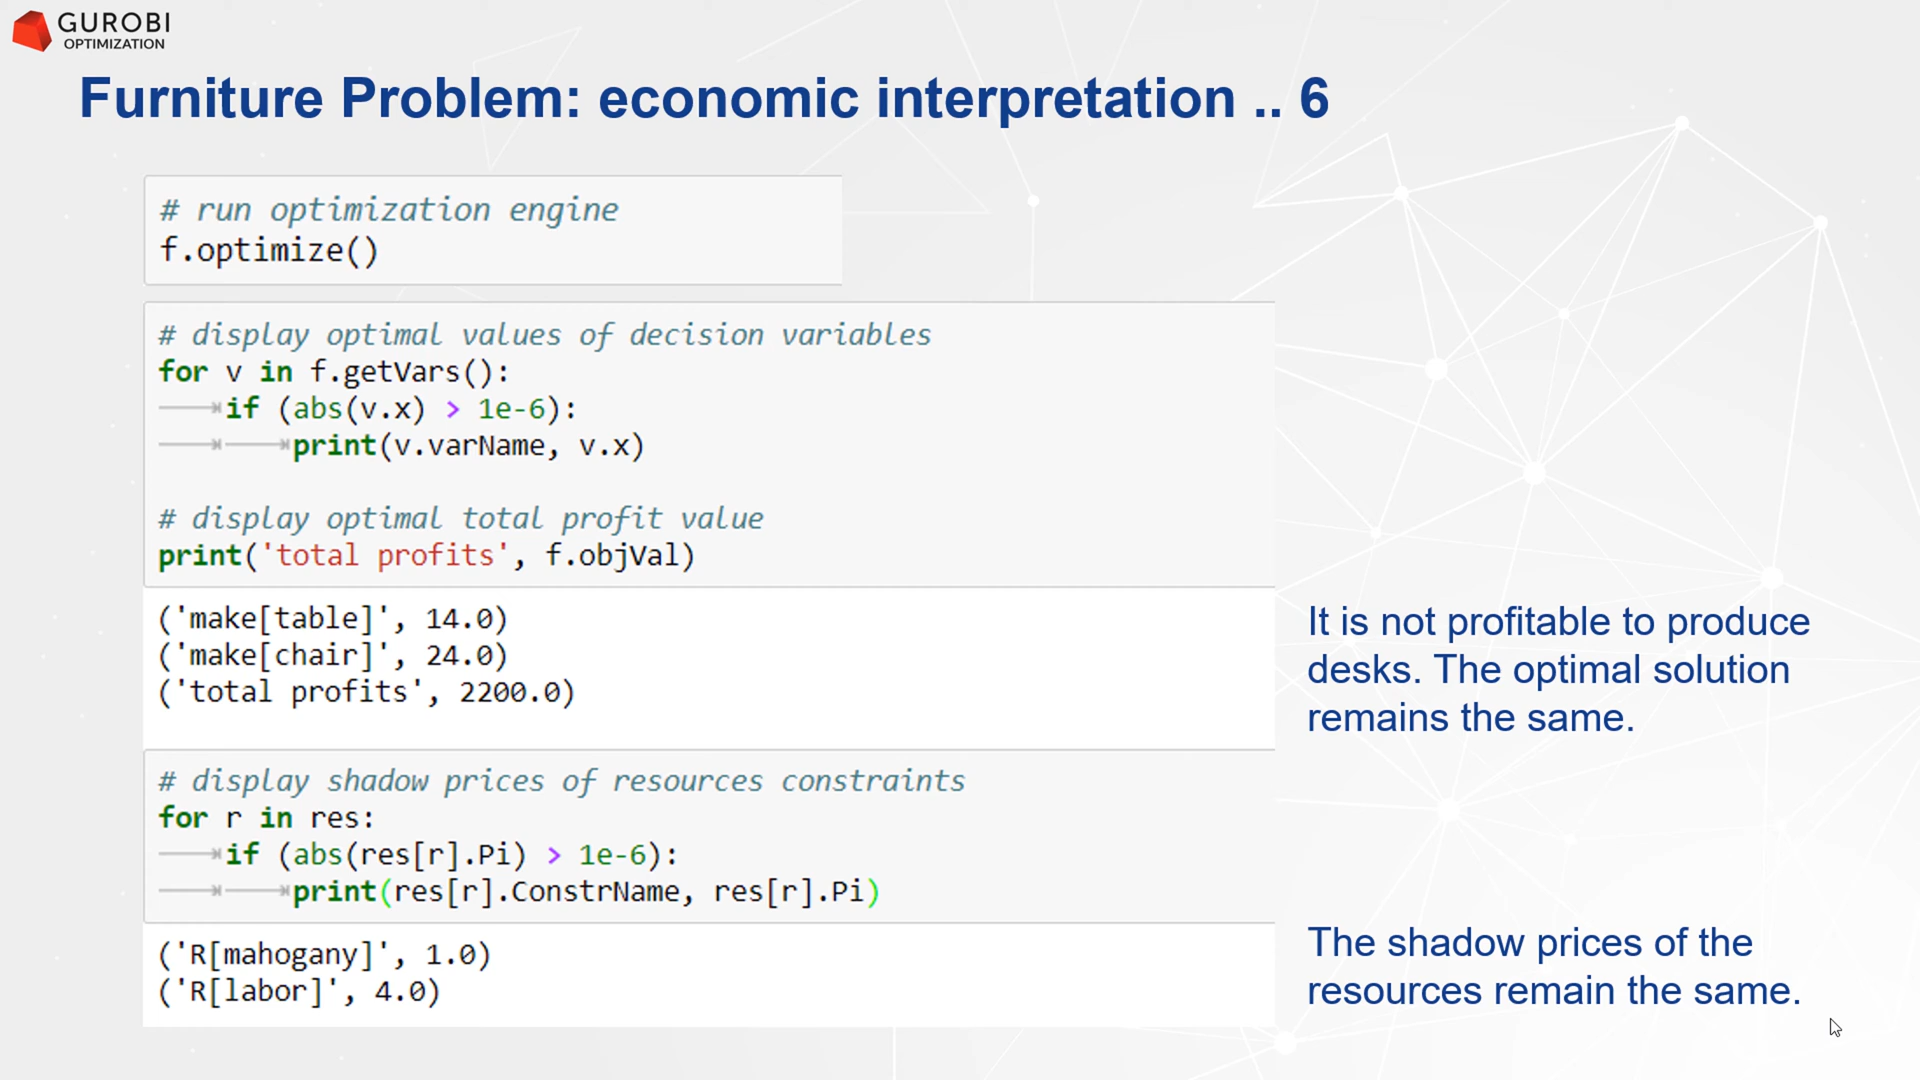 GUROBI
OPTIMIZATION
Furniture Problem: economic interpretation .. 6
# run optimization engine
f.optimize()
# display optimal values of decision variables
for v in f.getVars():
if (abs(v.x) > 1e-6):
print(v.varName, v.x)
# display optimal total profit value
print('total profits', f.objVal)
('make[table]', 14.0)
('make[chair]', 24.0)
('total profits', 2200.0)
It is not profitable to produce
desks. The optimal solution
remains the same.
# display shadow prices of resources constraints
for r in res:
if (abs(res[r].Pi) > 1e-6):
print(res[r].ConstrName, res[r].Pi)
('R[mahogany]', 1.0)
('R[labor]', 4.0)
The shadow prices of the
resources remain the same.